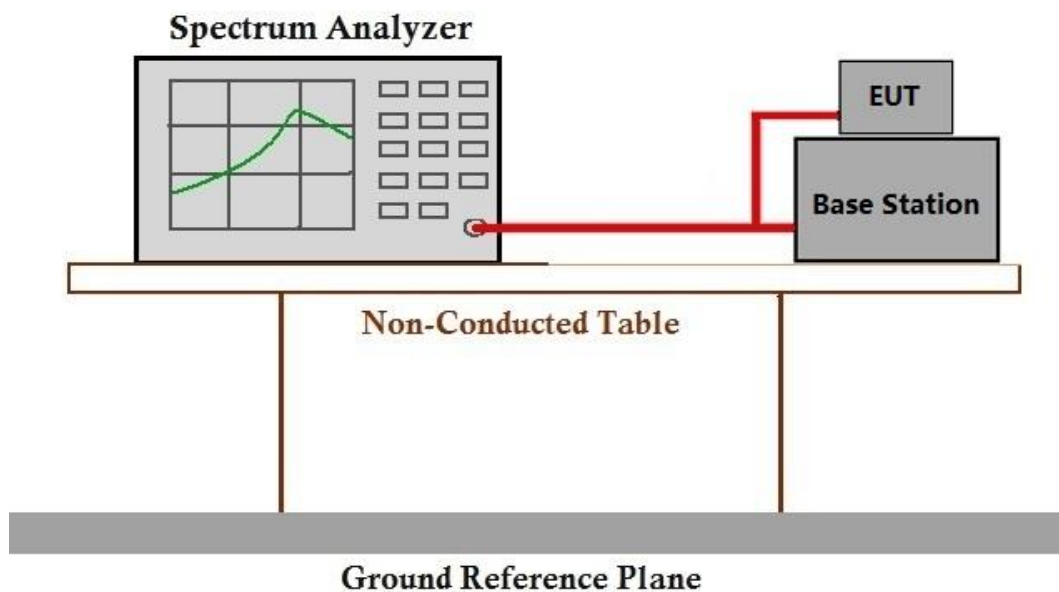 Spectrum Analyzer
EUT
Base Station
Non-Conducted Table
Ground Reference Plane